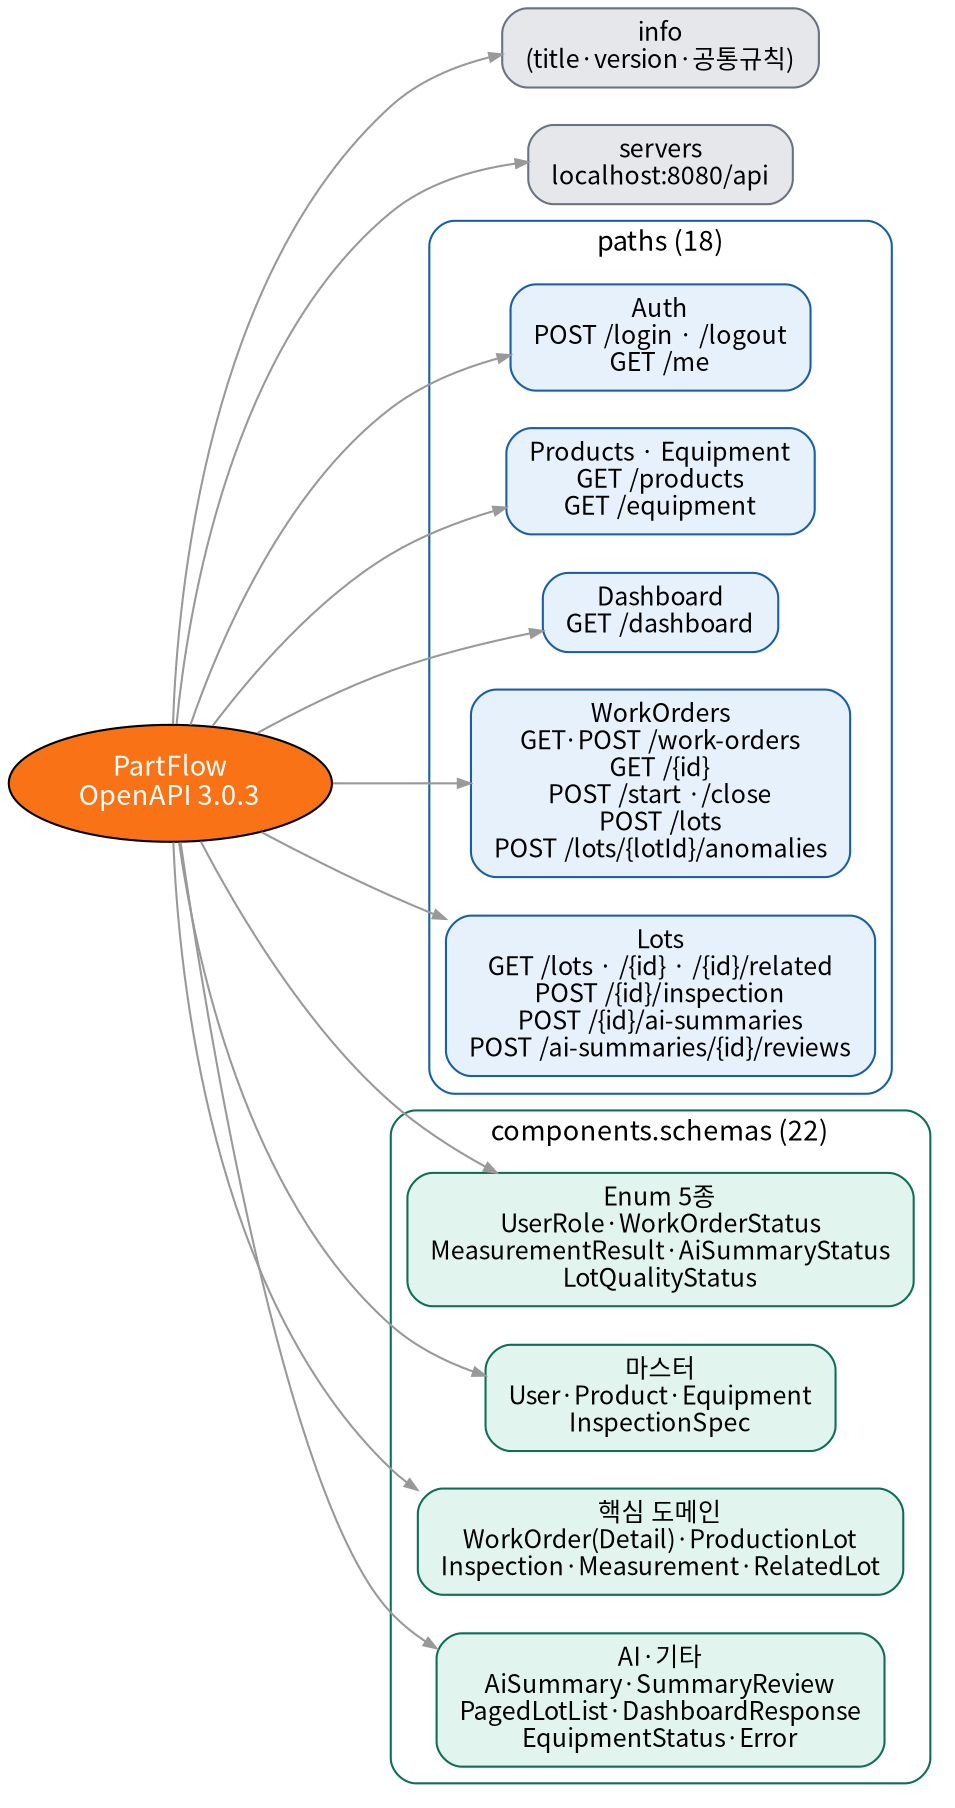 info
(title·version·공통규칙)
servers
localhost:8080/api
paths (18)
Auth
POST /login · /logout
GET /me
Products · Equipment
GET /products
GET /equipment
Dashboard
GET /dashboard
PartFlow
OpenAPI 3.0.3
WorkOrders
GET·POST /work-orders
GET /{id}
POST /start ·/close
POST /lots
POST /lots/{lotId}/anomalies
Lots
GET /lots · /{id} · /{id}/related
POST /{id}/inspection
POST /{id}/ai-summaries
POST /ai-summaries/{id}/reviews
components.schemas (22)
Enum 5종
UserRole·WorkOrderStatus
MeasurementResult·AiSummaryStatus
LotQualityStatus
마스터
User·Product·Equipment
InspectionSpec
핵심 도메인
WorkOrder(Detail)·ProductionLot
Inspection·Measurement·RelatedLot
AI·기타
AiSummary·SummaryReview
PagedLotList·DashboardResponse
EquipmentStatus·Error